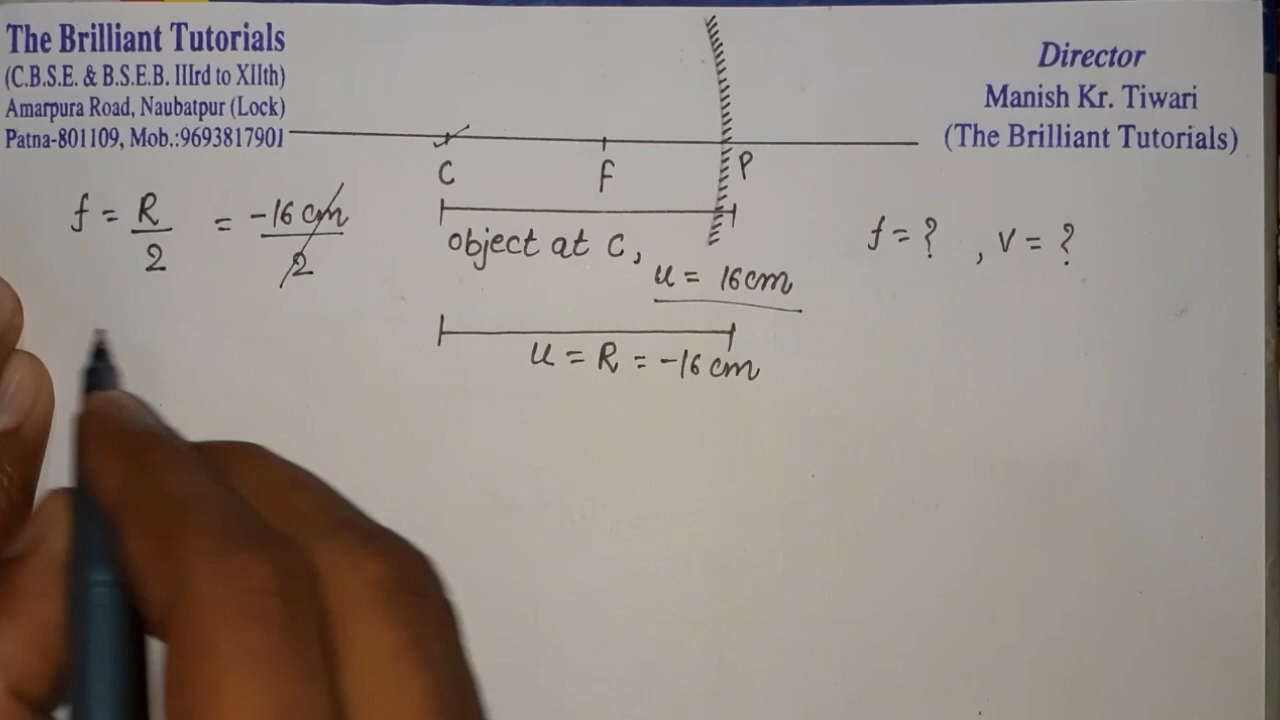 The Brilliant Tutorials
(C.B.S.E. & B.S.E.B. IIIrd to XIIth)
Amarpura Road, Naubatpur (Lock)
Patna-801109, Mob.:9693817901
Director
Manish Kr. Tiwari
(The Brilliant Tutorials)
C F P
f = R/2 = -16 cm/2
object at C,
u = 16cm
f = ? , v = ?
u = R = -16 cm